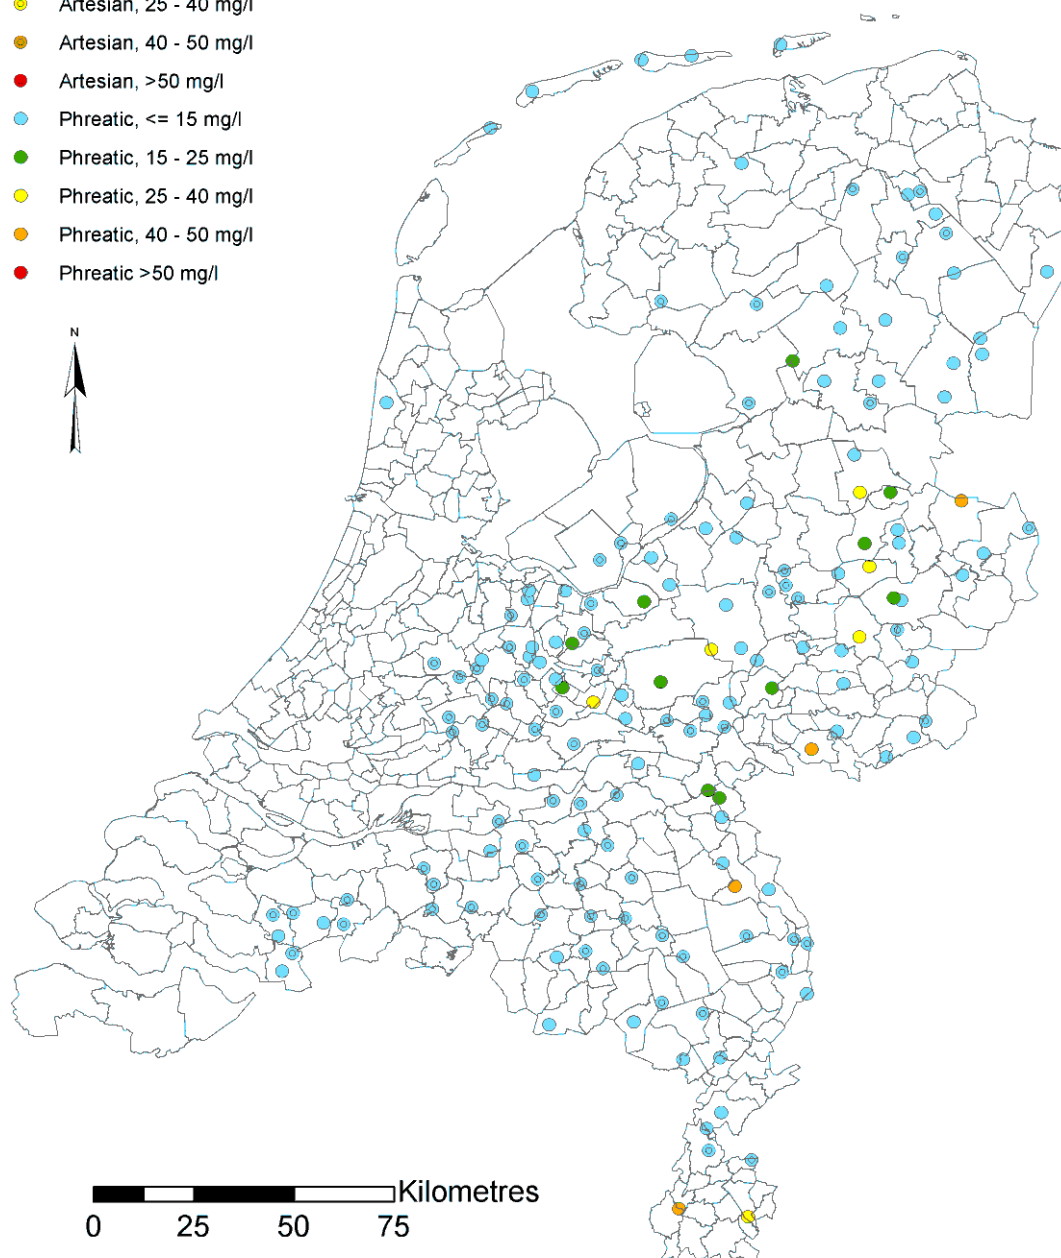 Artesian, 25 - 40 mg/l
Artesian, 40 - 50 mg/l
Artesian, >50 mg/l
Phreatic, <= 15 mg/l
Phreatic, 15 - 25 mg/l
Phreatic, 25 - 40 mg/l
Phreatic, 40 - 50 mg/l
Phreatic >50 mg/l
N
Kilometres
0 25 50 75